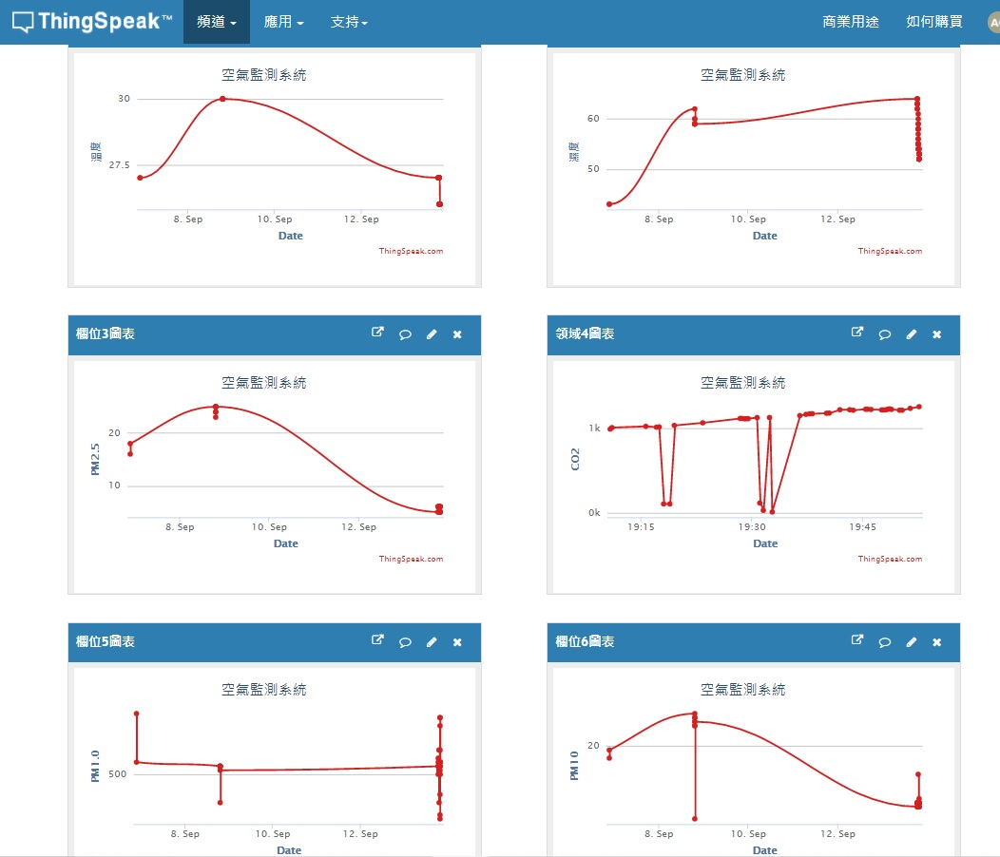 ThingSpeak™ 頻道 應用 支持 商業用途 如何購買 A
空氣監測系統
30
27.5
溫度
8. Sep 10. Sep 12. Sep
Date
ThingSpeak.com
空氣監測系統
60
50
濕度
8. Sep 10. Sep 12. Sep
Date
ThingSpeak.com
欄位3圖表
空氣監測系統
20
10
PM2.5
8. Sep 10. Sep 12. Sep
Date
ThingSpeak.com
領域4圖表
空氣監測系統
1k
0k
CO2
19:15 19:30 19:45
Date
ThingSpeak.com
欄位5圖表
空氣監測系統
500
PM1.0
8. Sep 10. Sep 12. Sep
Date
欄位6圖表
空氣監測系統
20
PM10
8. Sep 10. Sep 12. Sep
Date